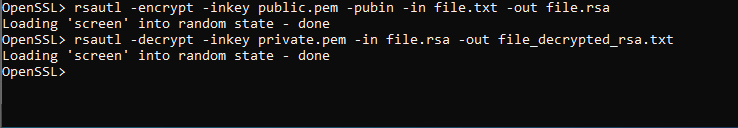 OpenSSL> rsautl -encrypt -inkey public.pem -pubin -in file.txt -out file.rsa
Loading 'screen' into random state - done
OpenSSL> rsautl -decrypt -inkey private.pem -in file.rsa -out file_decrypted_rsa.txt
Loading 'screen' into random state - done
OpenSSL>